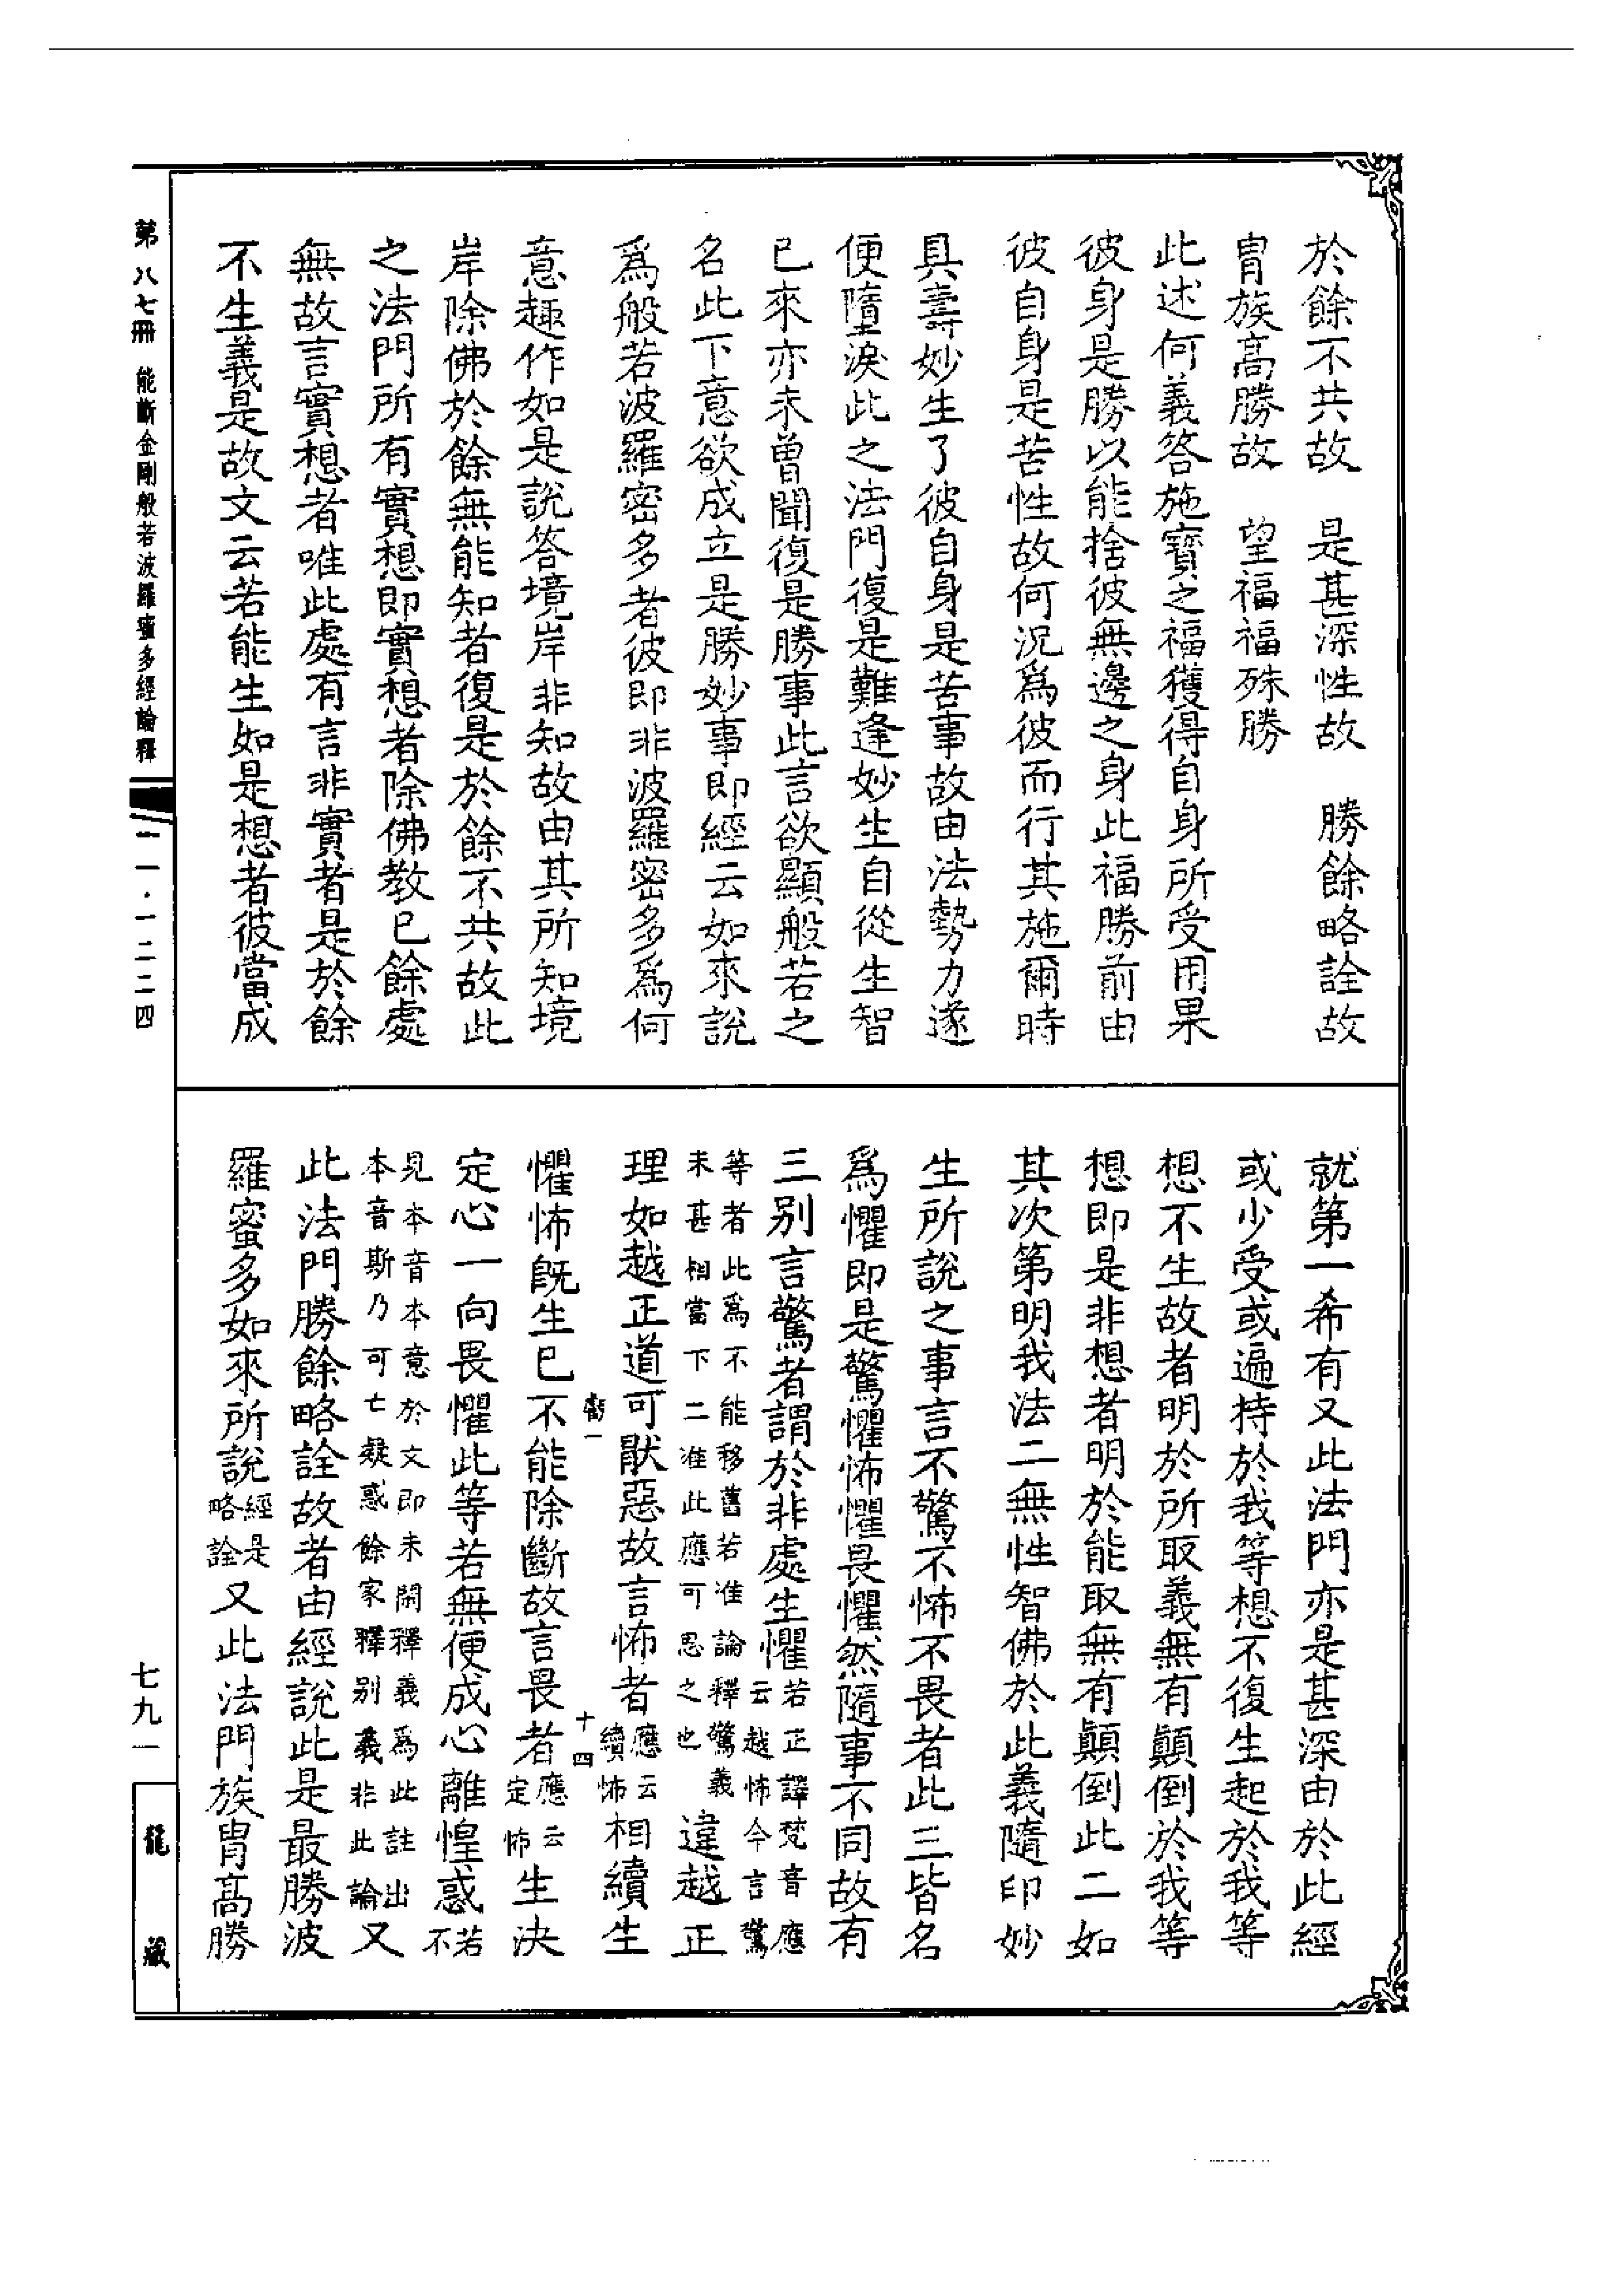 於餘不共故　是甚深性故　勝餘略詮故
胄族高勝故　望福福殊勝
此述何義答施寶之福獲得自身所受用果
彼身是勝以能捨彼無邊之身此福勝前由
彼自身是苦性故何況爲彼而行其施爾時
具壽妙生了彼自身是苦事故由法勢力遂
便墮淚此之法門復是難逢妙生自從生智
已來亦未曾聞復是勝事此言欲顯般若之
名此下意欲成立是勝妙事即經云如來說
爲般若波羅密多者彼即非波羅密多爲何
意趣作如是說答境岸非知故由其所知境
岸除佛於餘無能知者復是於餘不共故此
之法門所有實想即實想者除佛教已餘處
無故言實想者唯此處有言非實者是於餘
不生義是故文云若能生如是想者彼當成
就第一希有又此法門亦是甚深由於此經
或少受或遍持於我等想不復生起於我等
想不生故者明於所取義無有顛倒於我等
想即是非想者明於能取無有顛倒此二如
其次第明我法二無性智佛於此義隨印妙
生所說之事言不驚不怖不畏者此三皆名
爲懼即是驚懼怖懼畏懼然隨事不同故有
三別言驚者謂於非處生懼若正譯梵音應云越怖今言驚
等者此爲不能移舊若准論釋驚義未甚相當下二准此應可思之也違越正
理如越正道可猒惡故言怖者應云續怖相續生
懼怖旣生已不能除斷故言畏者應云定怖生決
定心一向畏懼此等若無便成心離惶惑若不
見本音本意於文即未閑釋義爲此註出本音斯乃可亡疑惑餘家釋別義非此論又
此法門勝餘略詮故者由經說此是最勝波
羅蜜多如來所說經是略詮又此法門族胄高勝
十四
第八七冊　能斷金剛般若波羅蜜多經論釋
二一・一二二四
七九一
龍藏